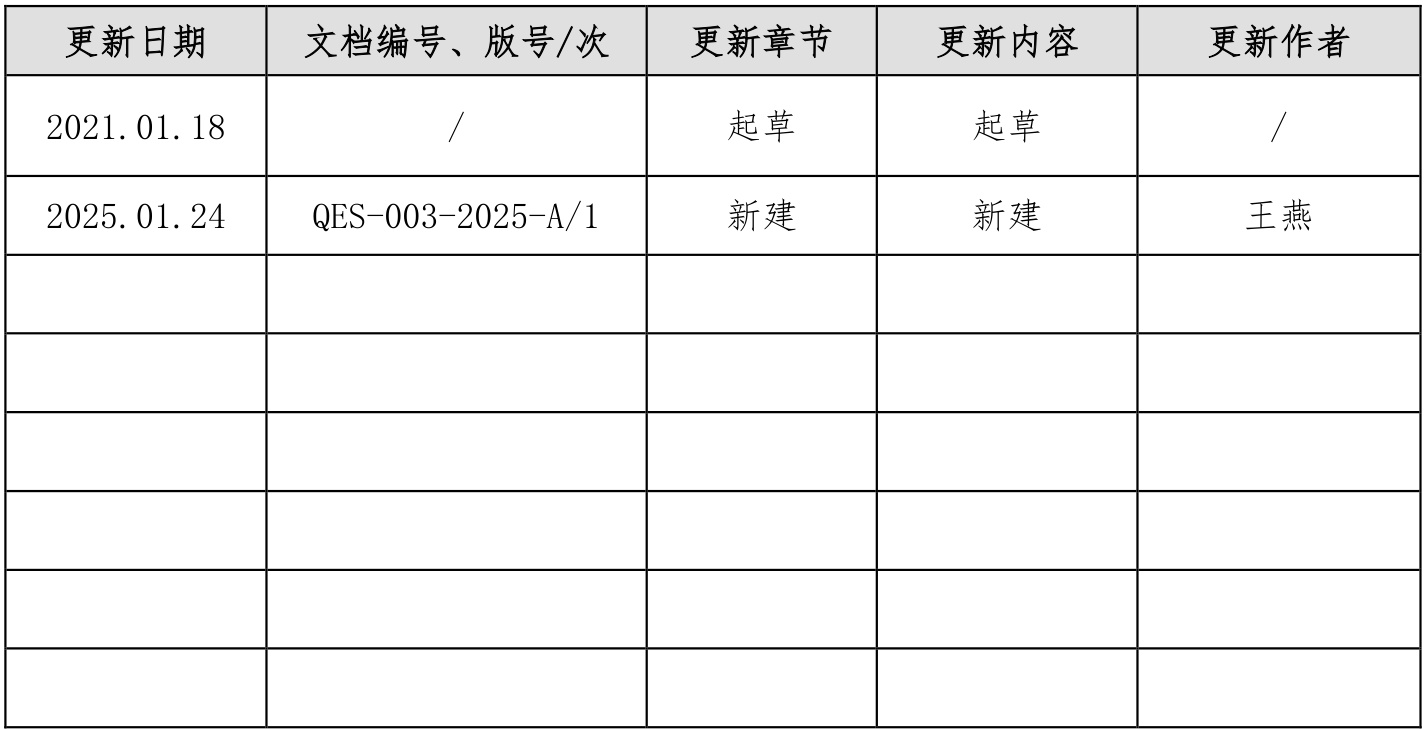 更新日期 文档编号、版号/次 更新章节 更新内容 更新作者
2021.01.18 / 起草 起草 /
2025.01.24 QES-003-2025-A/1 新建 新建 王燕